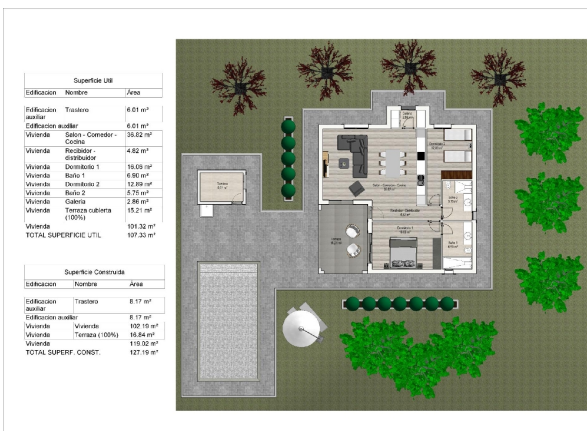 Superficie Util
Edificacion Nombre Área
Edificacion auxiliar Trastero 6.01 m²
Edificacion auxiliar 6.01 m²
Vivienda Salon - Comedor - Cocina 36.82 m²
Vivienda Recibidor - distribuidor 4.82 m²
Vivienda Dormitorio 1 16.05 m²
Vivienda Baño 1 6.90 m²
Vivienda Dormitorio 2 12.89 m²
Vivienda Baño 2 5.75 m²
Vivienda Galeria 2.86 m²
Vivienda Terraza cubierta (100%) 15.21 m²
Vivienda 101.32 m²
TOTAL SUPERFICIE UTIL 107.33 m²
Superficie Construida
Edificacion Nombre Área
Edificacion auxiliar Trastero 8.17 m²
Edificacion auxiliar 8.17 m²
Vivienda Vivienda 102.19 m²
Vivienda Terraza (100%) 16.84 m²
Vivienda 119.02 m²
TOTAL SUPERF. CONST. 127.19 m²